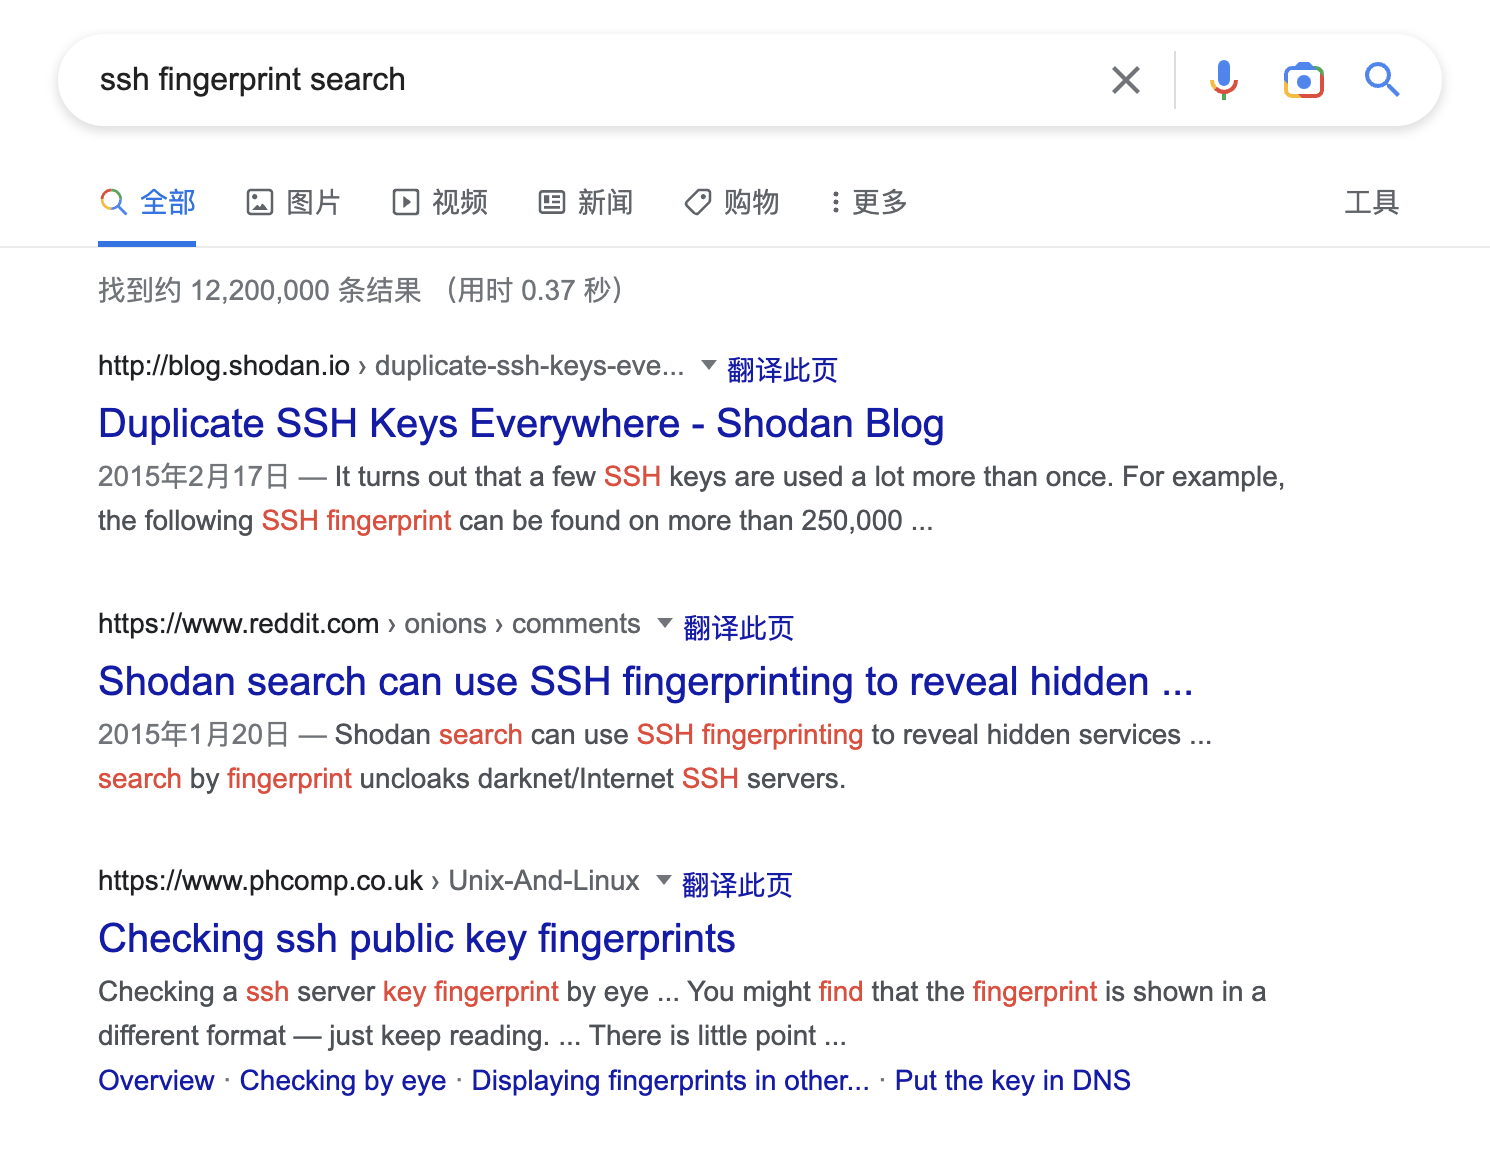 ssh fingerprint search
全部 图片 视频 新闻 购物 更多 工具
找到约 12,200,000 条结果 （用时 0.37 秒）
http://blog.shodan.io › duplicate-ssh-keys-eve... 翻译此页
Duplicate SSH Keys Everywhere - Shodan Blog
2015年2月17日 — It turns out that a few SSH keys are used a lot more than once. For example,
the following SSH fingerprint can be found on more than 250,000 ...
https://www.reddit.com › onions › comments 翻译此页
Shodan search can use SSH fingerprinting to reveal hidden ...
2015年1月20日 — Shodan search can use SSH fingerprinting to reveal hidden services ...
search by fingerprint uncloaks darknet/Internet SSH servers.
https://www.phcomp.co.uk › Unix-And-Linux 翻译此页
Checking ssh public key fingerprints
Checking a ssh server key fingerprint by eye ... You might find that the fingerprint is shown in a
different format — just keep reading. ... There is little point ...
Overview · Checking by eye · Displaying fingerprints in other... · Put the key in DNS